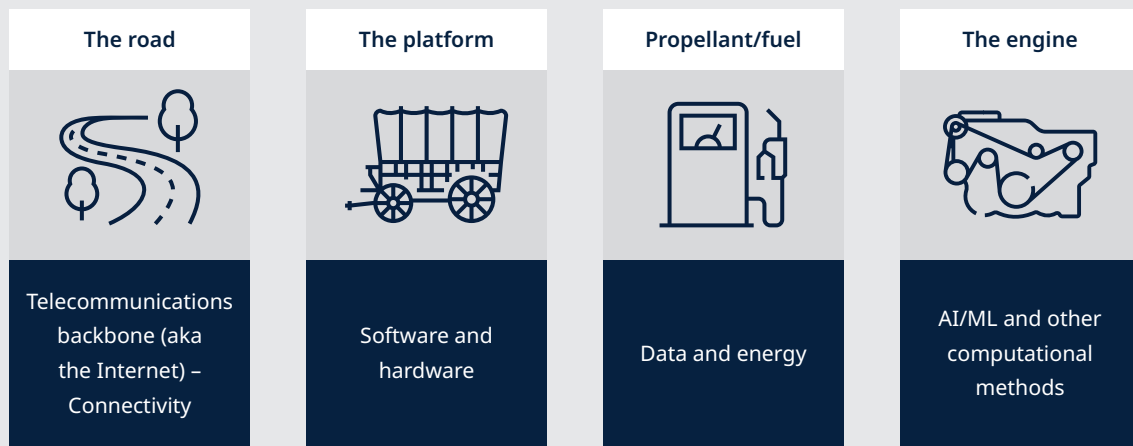 The road
Telecommunications
backbone (aka
the Internet) –
Connectivity
The platform
Software and
hardware
Propellant/fuel
Data and energy
The engine
AI/ML and other
computational
methods